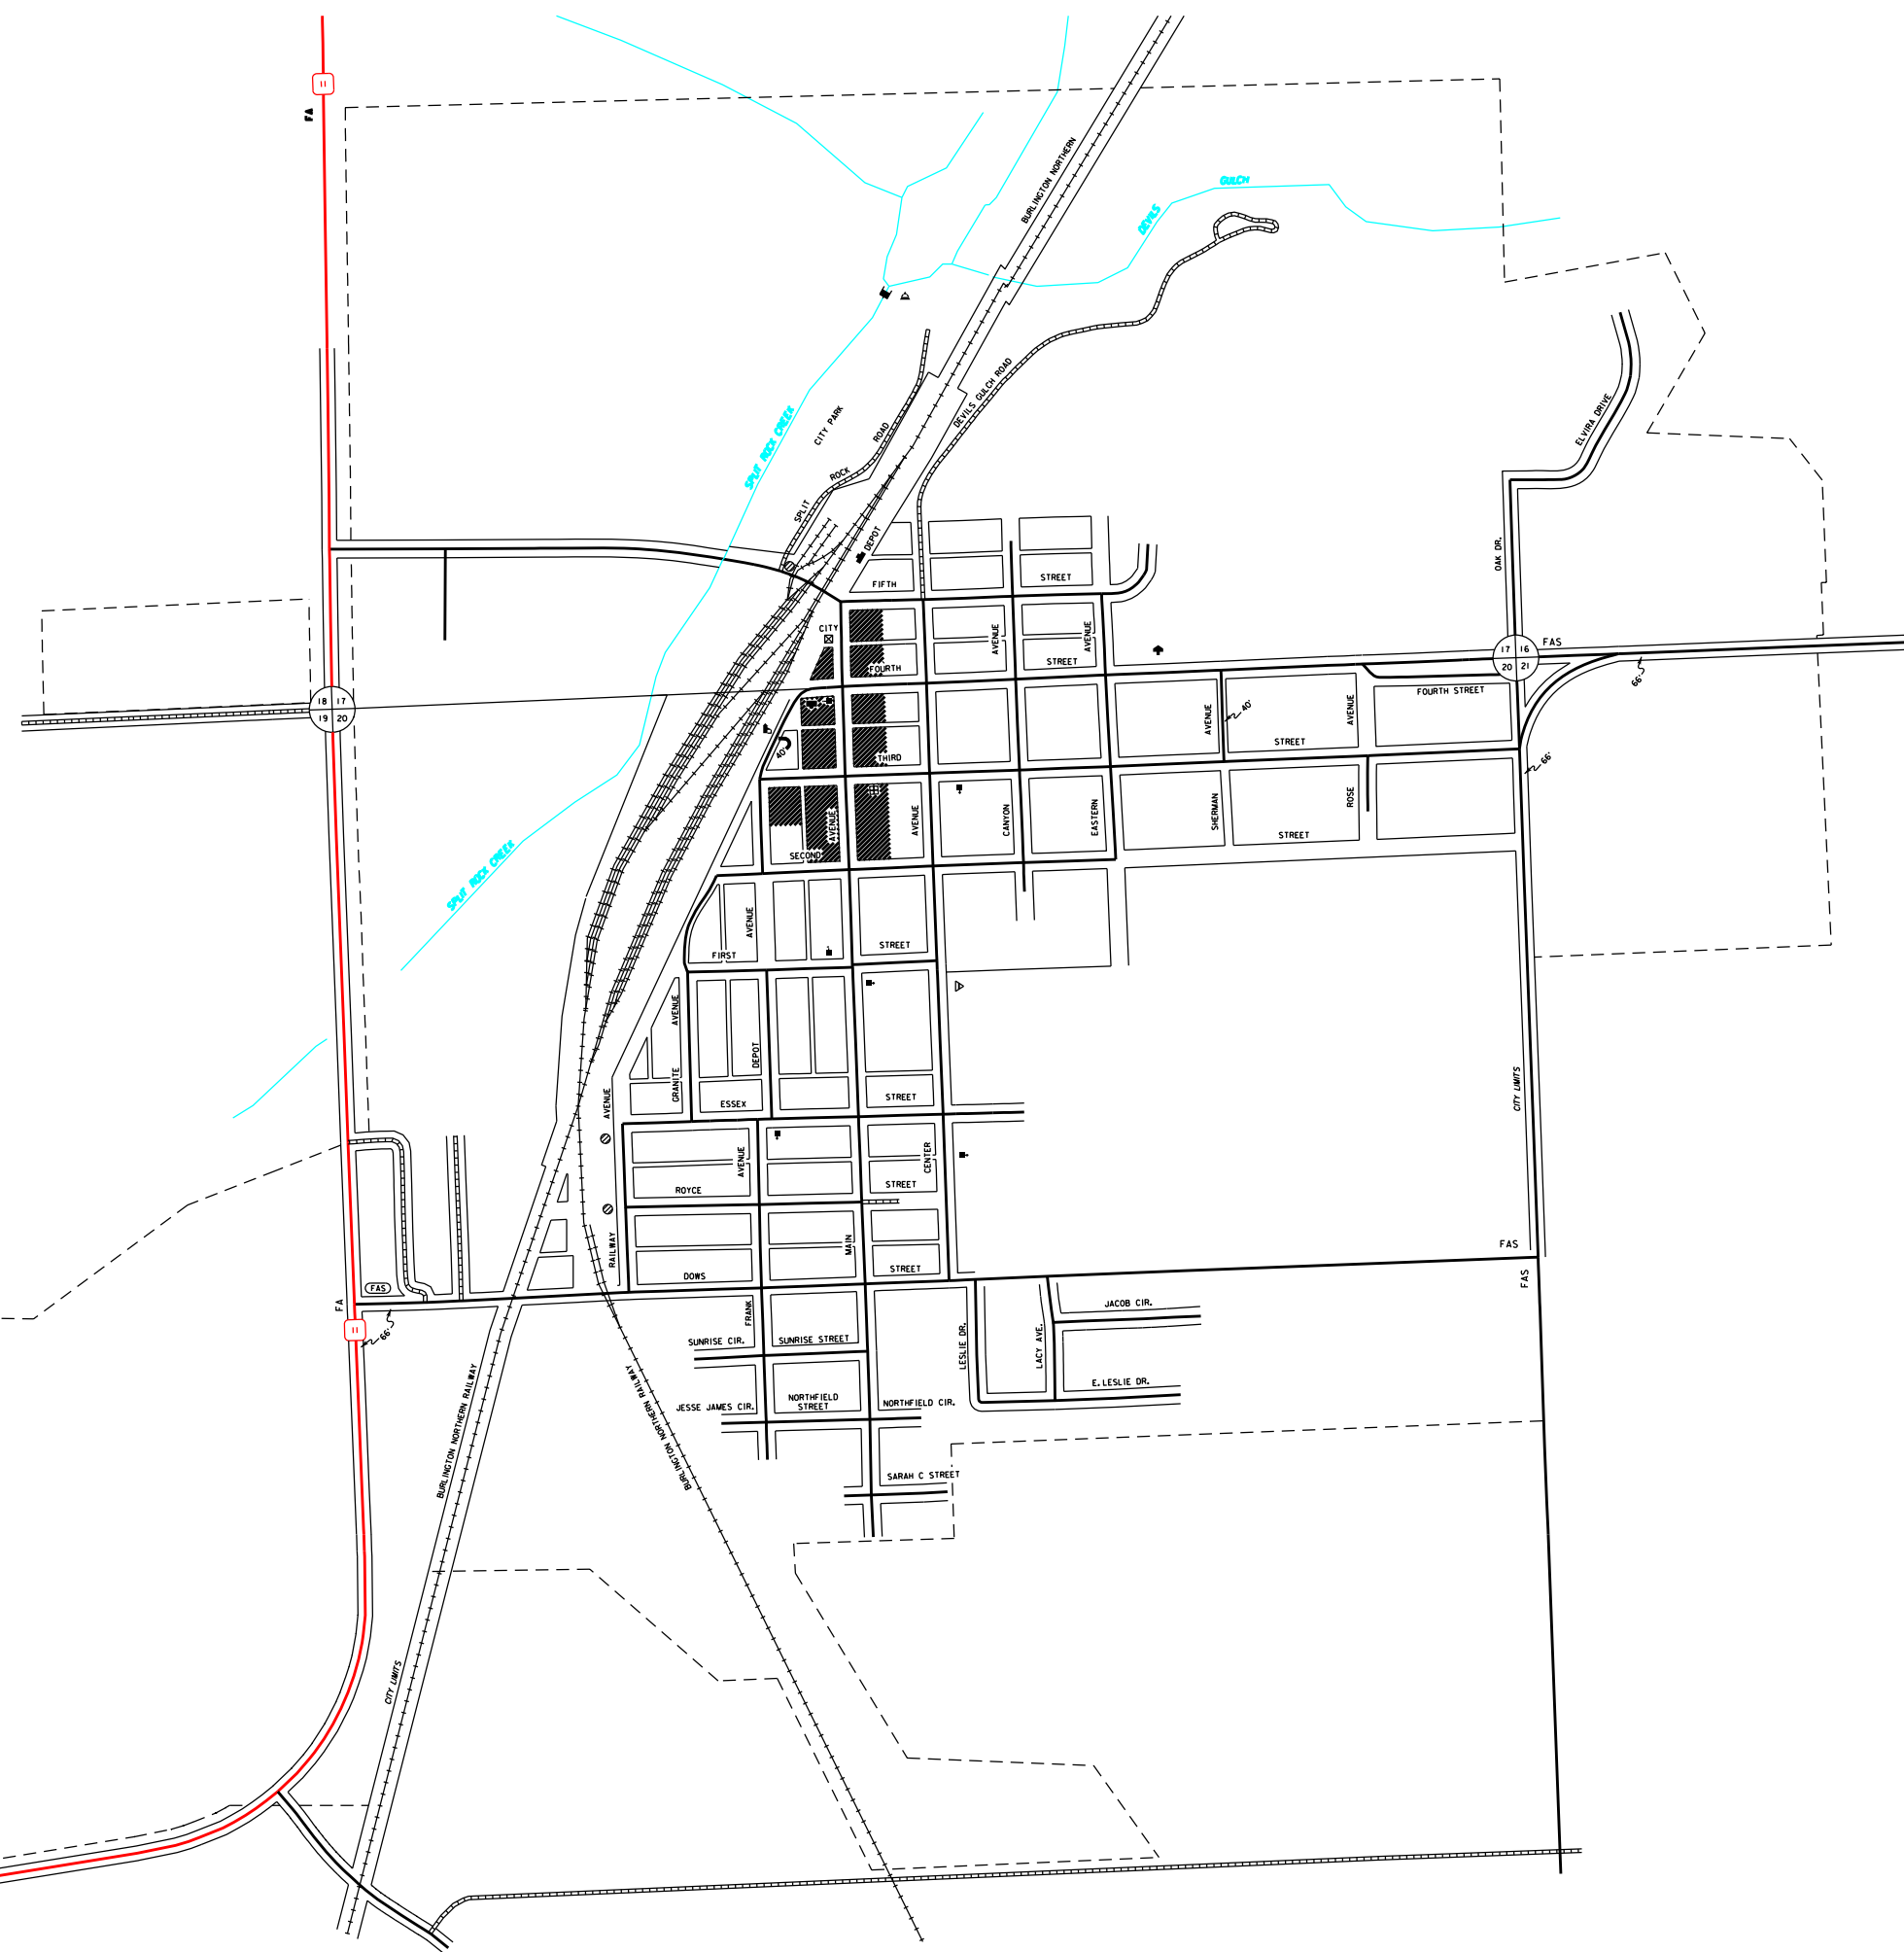 11
FA
BURLINGTON NORTHERN
GULCH
DEVILS
DEVILS GULCH ROAD
SPLIT ROCK CREEK
CITY PARK
SPLIT ROCK ROAD
ELVIRA DRIVE
OAK DR.
DEPOT
FIFTH STREET
CITY
AVENUE
AVENUE
FOURTH STREET
FAS
17 16
20 21
66'
18 17
19 20
FOURTH STREET
AVENUE
40'
AVENUE
40'
THIRD STREET
66'
AVENUE
AVENUE
CANYON
EASTERN
SHERMAN
ROSE
SECOND STREET
SPLIT ROCK CREEK
AVENUE
FIRST STREET
AVENUE
GRANITE
DEPOT
ESSEX STREET
CITY LIMITS
AVENUE
RAILWAY
AVENUE
CENTER
ROYCE STREET
MAIN
DOWS STREET
FAS
FAS
FAS
FA
11
66'
FRANK
SUNRISE CIR.
SUNRISE STREET
LESLIE DR.
LACY AVE.
JACOB CIR.
E. LESLIE DR.
JESSE JAMES CIR.
NORTHFIELD
STREET
NORTHFIELD CIR.
BURLINGTON NORTHERN RAILWAY
BURLINGTON NORTHERN RAILWAY
SARAH C STREET
CITY LIMITS